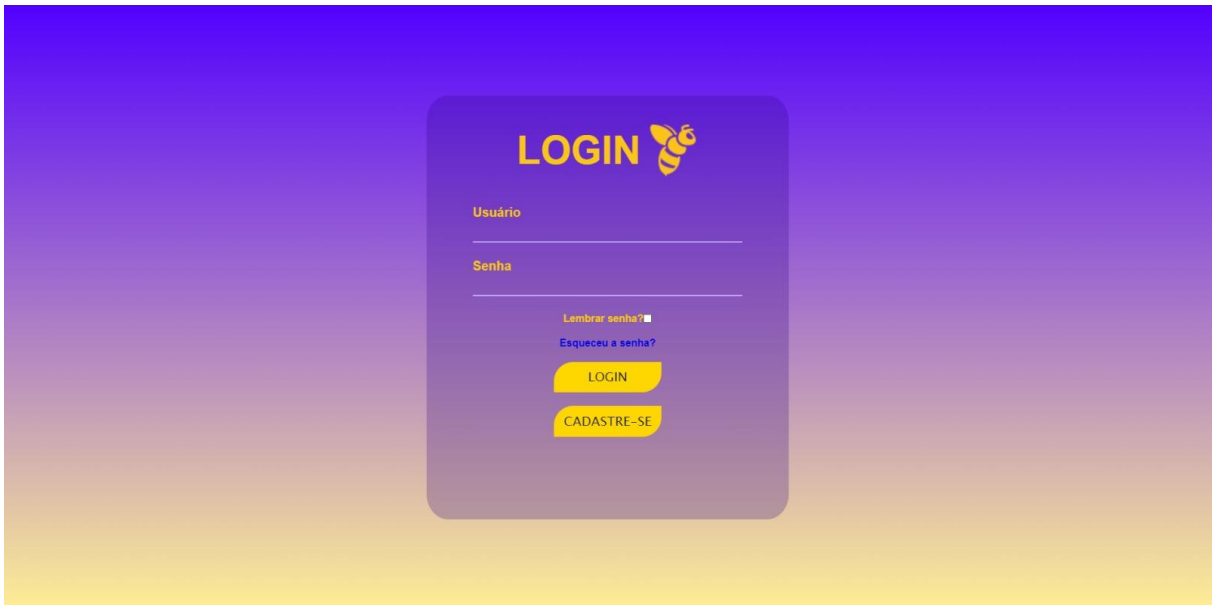 LOGIN
Usuário
Senha
Lembrar senha?
Esqueceu a senha?
LOGIN
CADASTRE-SE